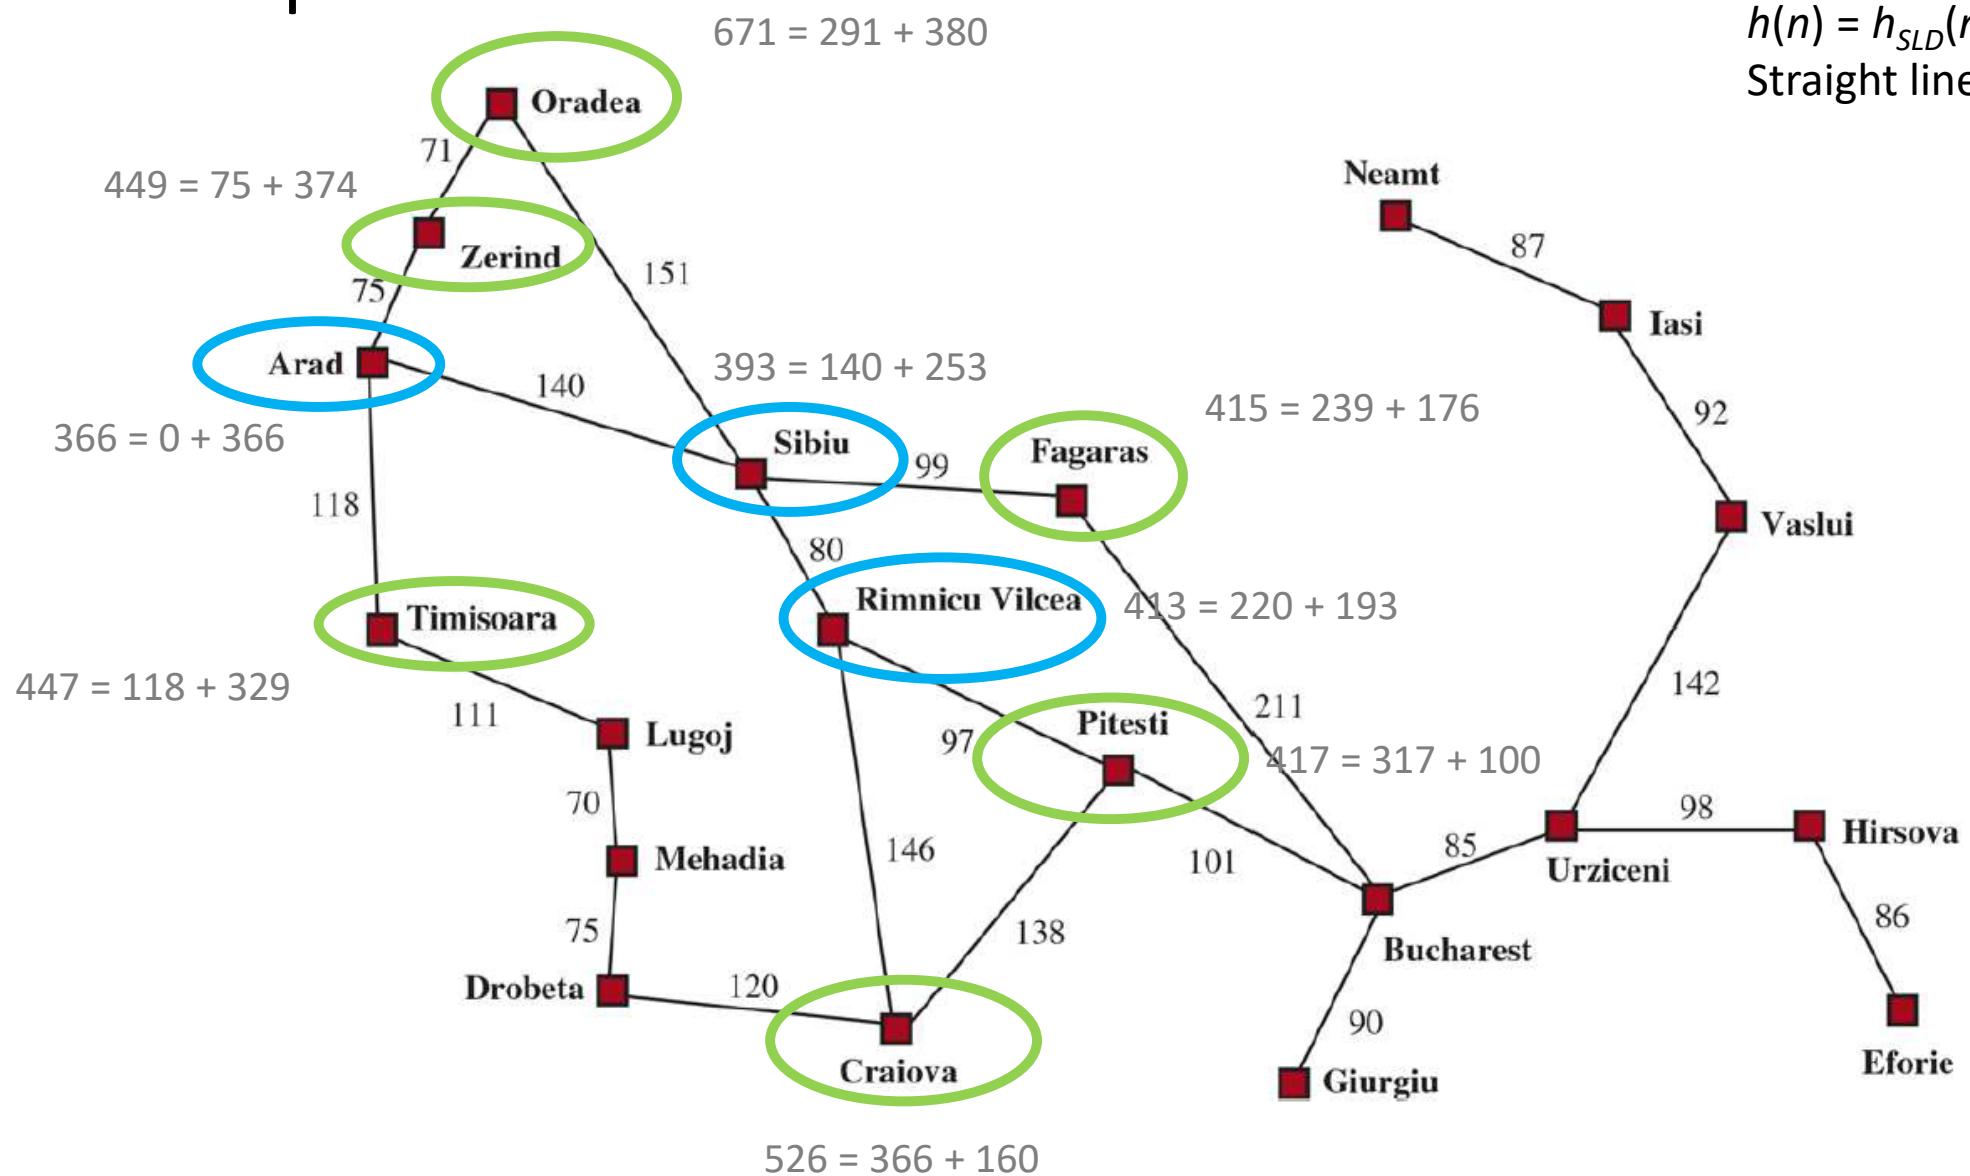 h(n) = h_SLD(
Straight line
671 = 291 + 380
Oradea
71
449 = 75 + 374
Neamt
87
Zerind
151
75
Iasi
Arad
140
393 = 140 + 253
92
366 = 0 + 366
415 = 239 + 176
Sibiu
Fagaras
99
118
Vaslui
80
Rimnicu Vilcea
413 = 220 + 193
Timisoara
447 = 118 + 329
142
111
211
Pitesti
Lugoj
97
417 = 317 + 100
70
98
146
Hirsova
85
Mehadia
101
Urziceni
75
138
86
Bucharest
Drobeta
120
90
Craiova
Giurgiu
Eforie
526 = 366 + 160